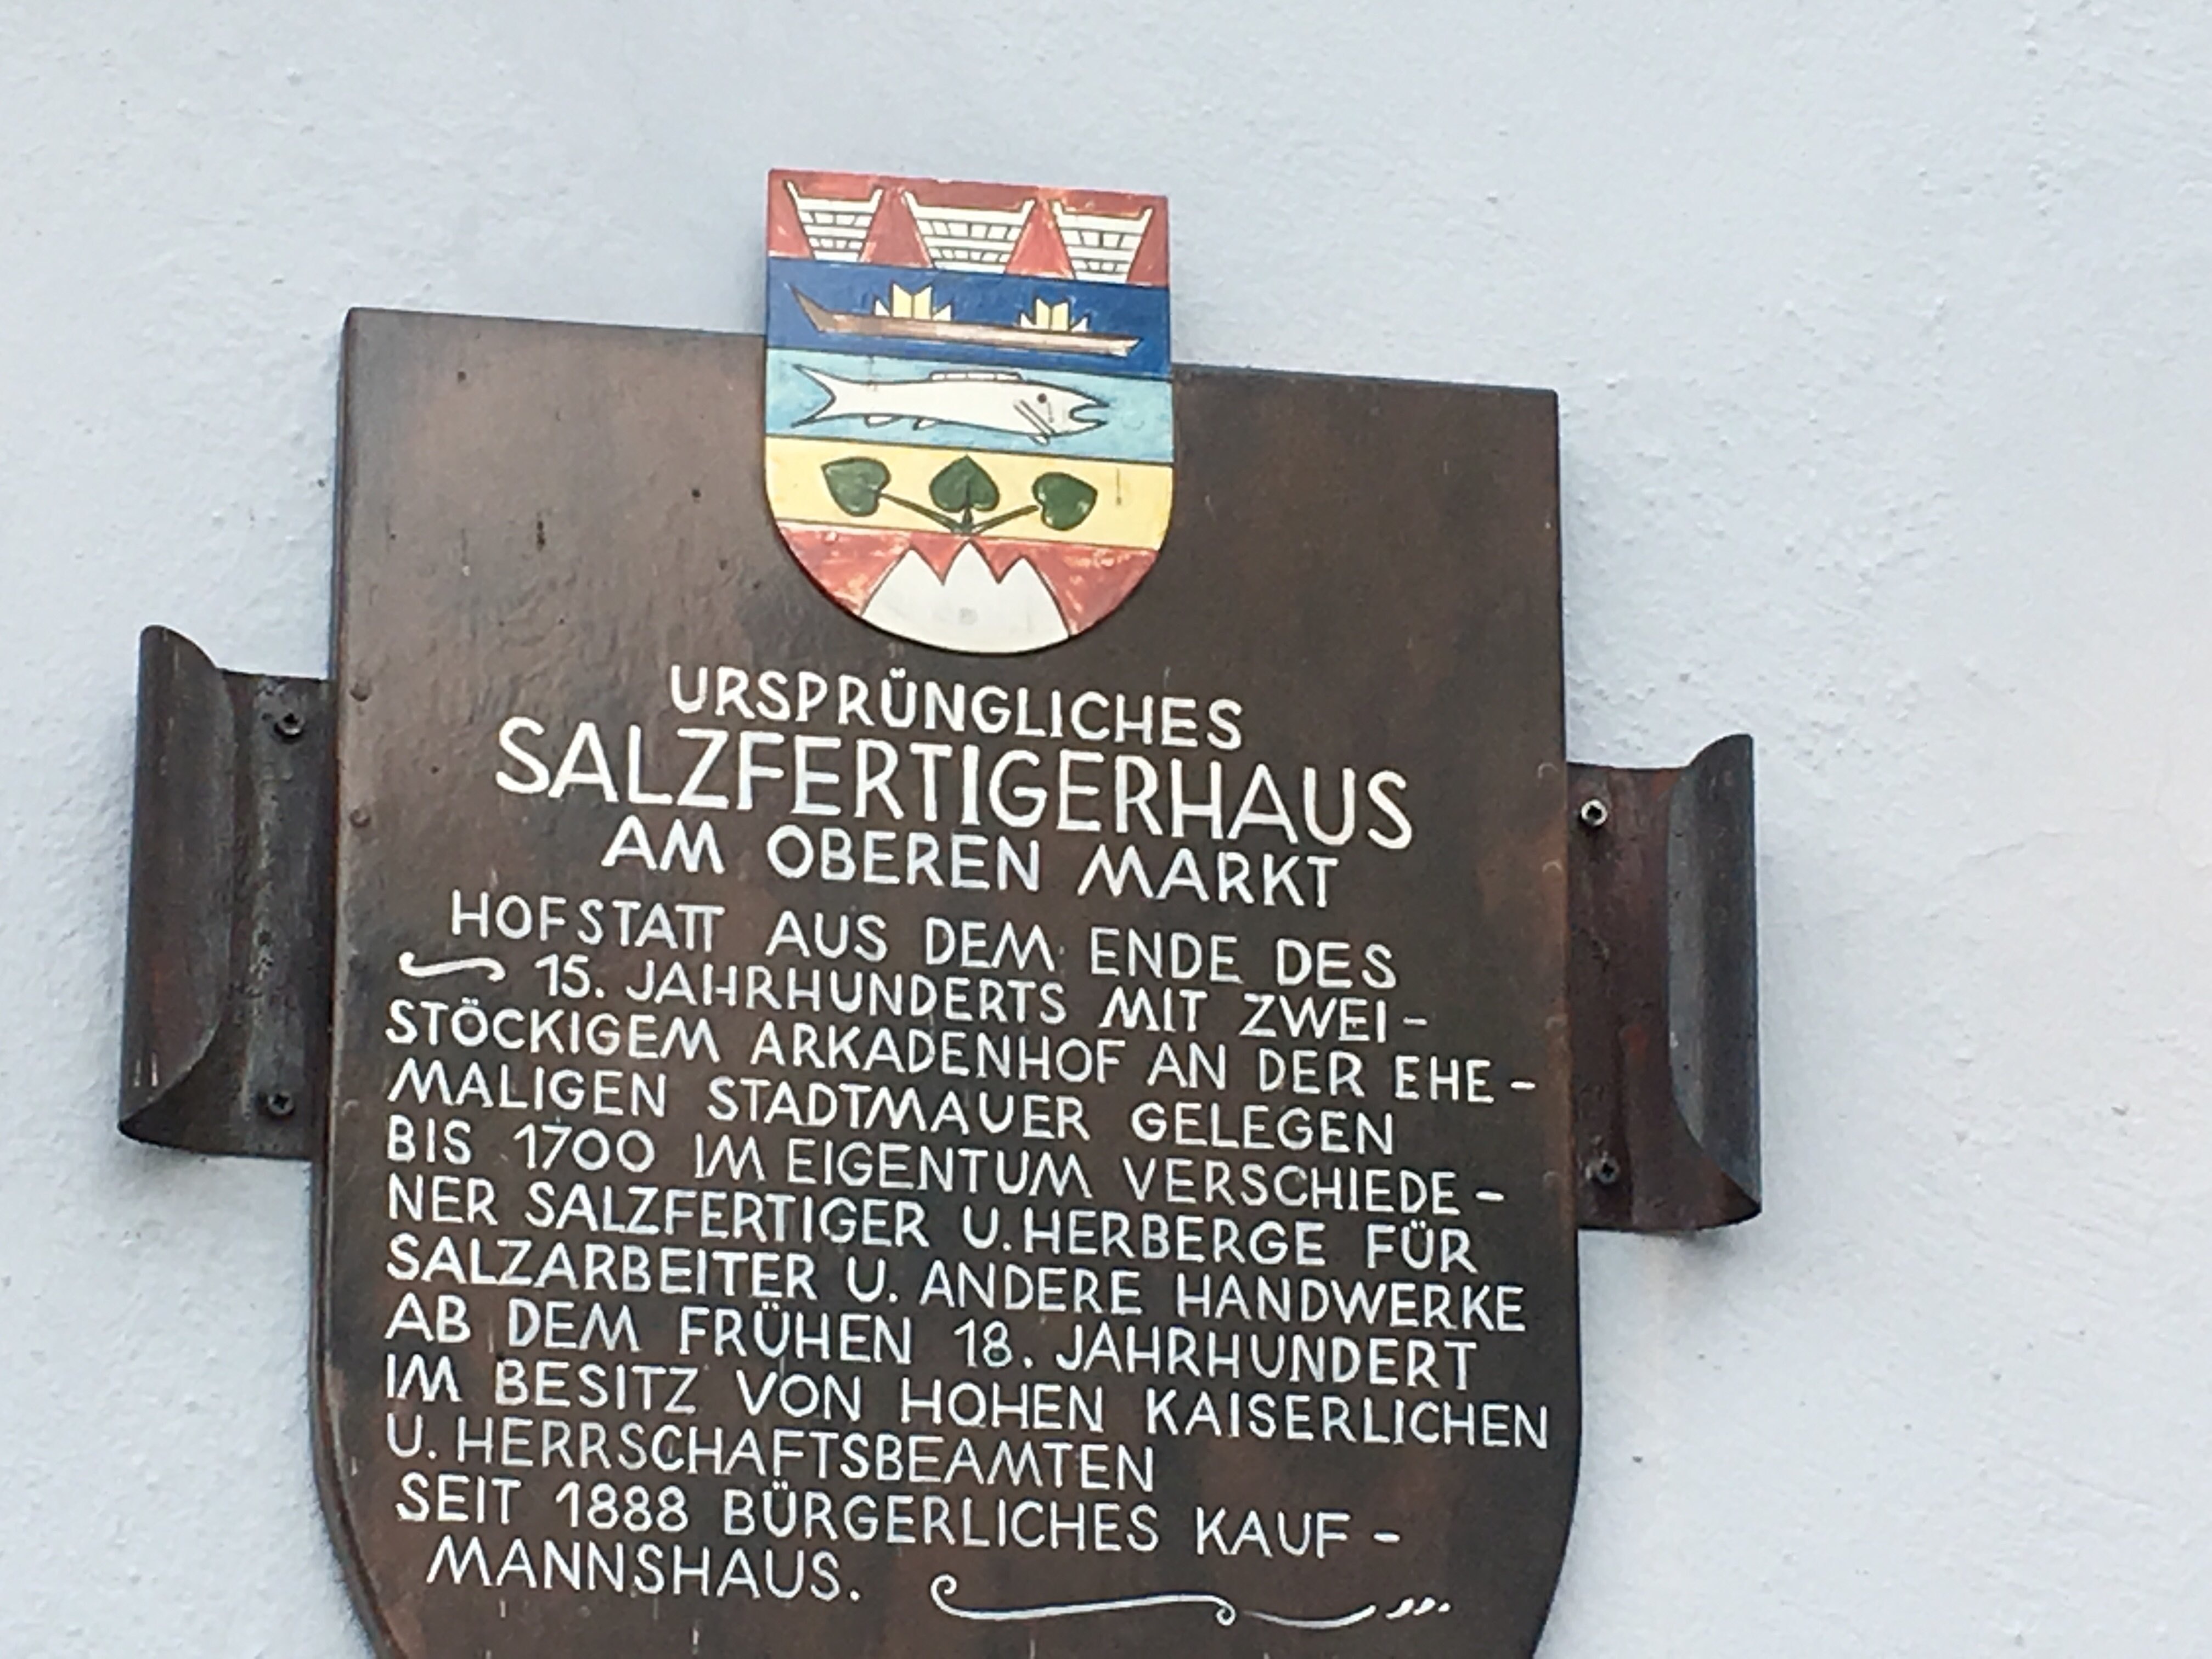 URSPRÜNGLICHES
SALZFERTIGERHAUS
AM OBEREN MARKT
HOFSTATT AUS DEM ENDE DES
15. JAHRHUNDERTS MIT ZWEI-
STÖCKIGEM ARKADENHOF AN DER EHE-
MALIGEN STADTMAUER GELEGEN
BIS 1700 IM EIGENTUM VERSCHIEDE-
NER SALZFERTIGER U. HERBERGE FÜR
SALZARBEITER U. ANDERE HANDWERKE
AB DEM FRÜHEN 18. JAHRHUNDERT
IM BESITZ VON HOHEN KAISERLICHEN
U. HERRSCHAFTSBEAMTEN
SEIT 1888 BÜRGERLICHES KAUF-
MANNSHAUS.